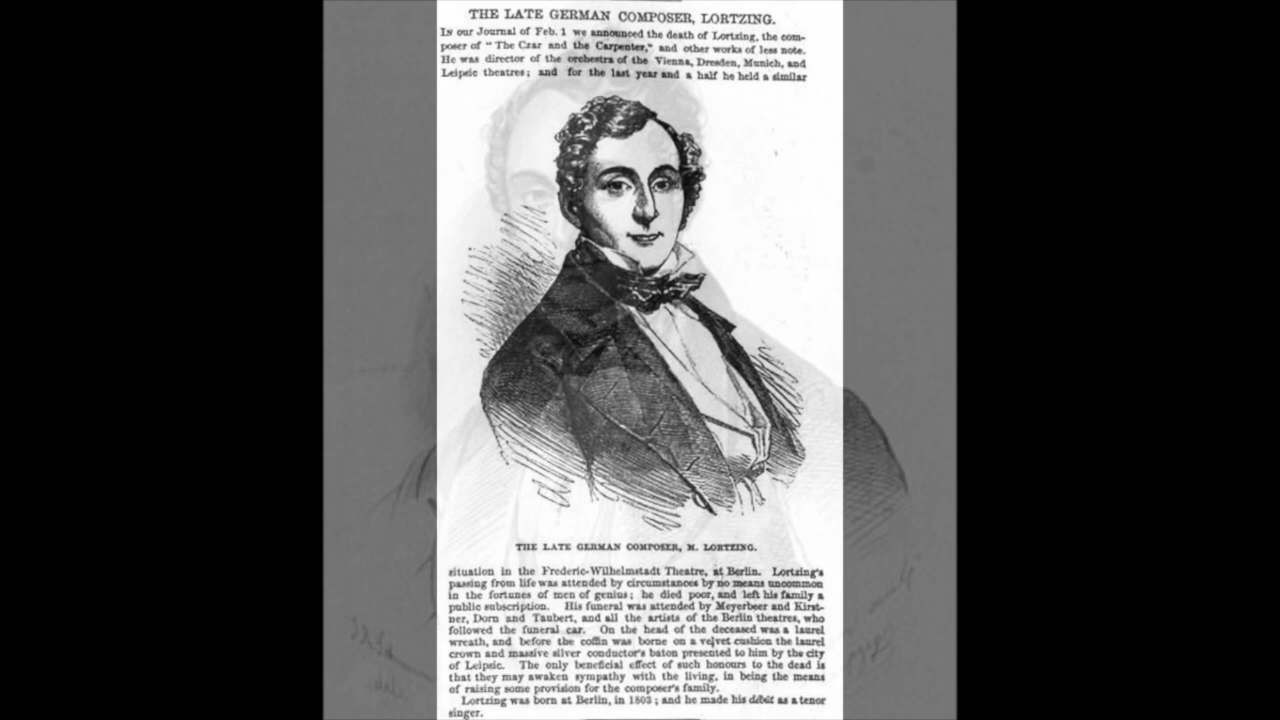 THE LATE GERMAN COMPOSER, LORTZING.
In our Journal of Feb. 1 we announced the death of Lortzing, the com-
poser of "The Czar and the Carpenter," and other works of less note.
He was director of the orchestra of the Vienna, Dresden, Munich, and
Leipsic theatres; and for the last year and a half he held a similar
THE LATE GERMAN COMPOSER, M. LORTZING.
situation in the Frederic-Wilhelmstadt Theatre, at Berlin. Lortzing's
passing from life was attended by circumstances by no means uncommon
in the fortunes of men of genius; he died poor, and left his family a
public subscription. His funeral was attended by Meyerbeer and Kirst-
ner, Dorn and Taubert, and all the artists of the Berlin theatres, who
followed the funeral car. On the head of the deceased was a laurel
wreath, and before the coffin was borne on a velvet cushion the laurel
crown and massive silver conductor's baton presented to him by the city
of Leipsic. The only beneficial effect of such honours to the dead is
that they may awaken sympathy with the living, in being the means
of raising some provision for the composer's family.
Lortzing was born at Berlin, in 1803; and he made his début as a tenor
singer.